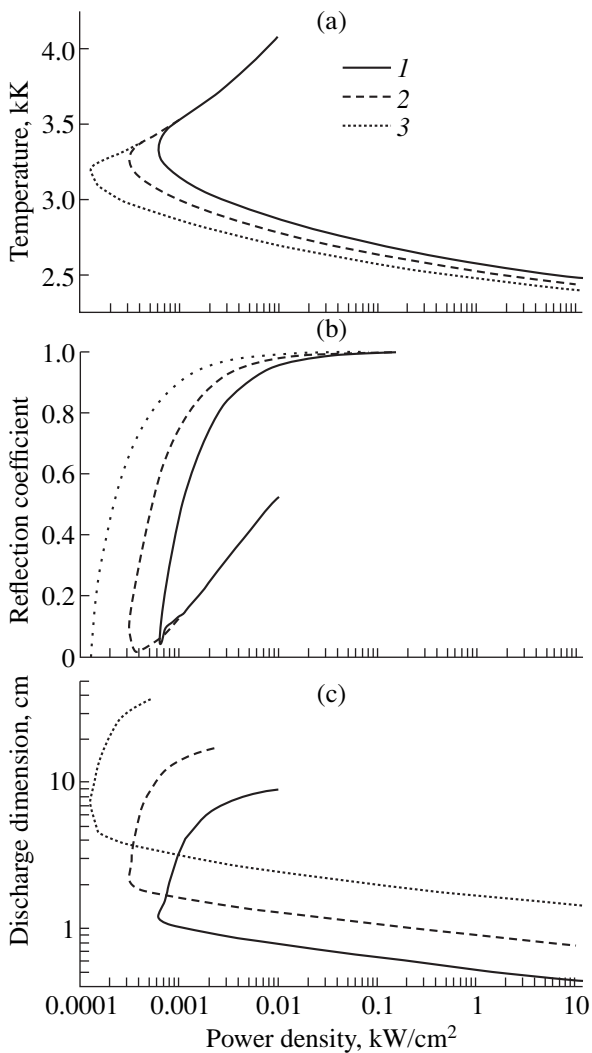 (a)
4.0
3.5
3.0
2.5
Temperature, kK
1
2
3
(b)
1.0
0.8
0.6
0.4
0.2
0
Reflection coefficient
(c)
10
1
Discharge dimension, cm
0.0001 0.001 0.01 0.1 1 10
Power density, kW/cm²